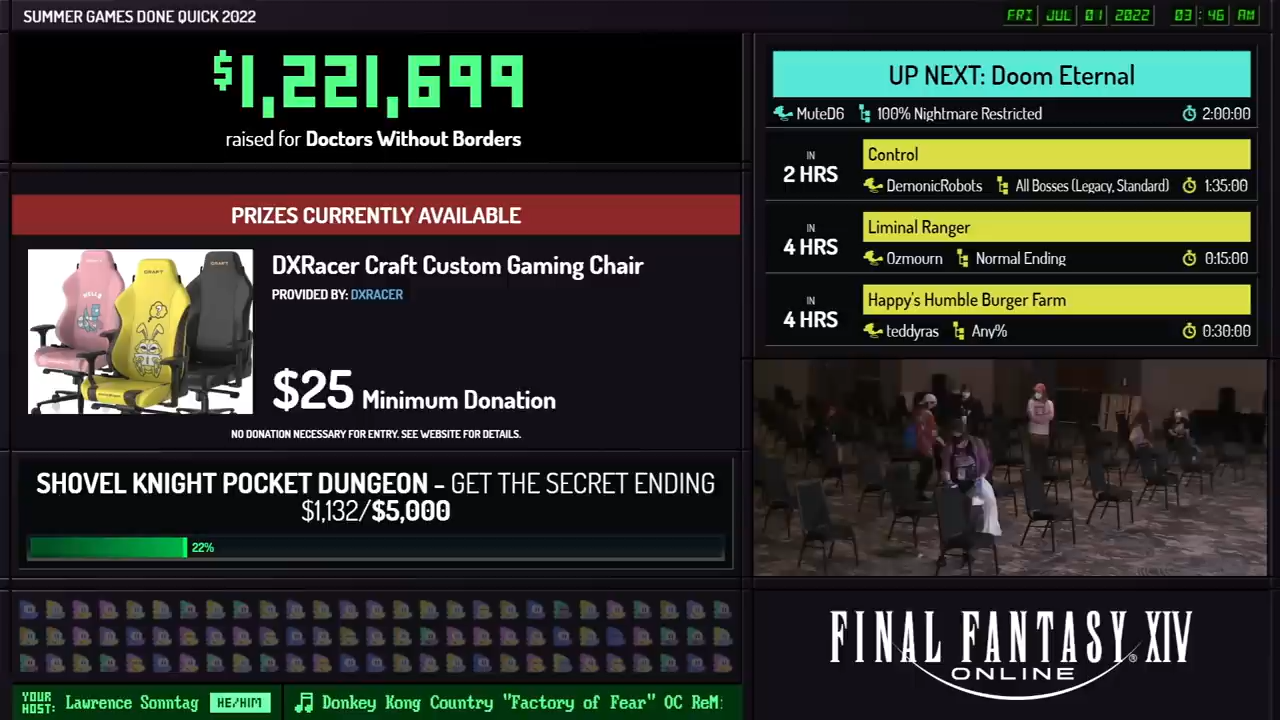 SUMMER GAMES DONE QUICK 2022
FRI JUL 01 2022 03:46 AM
$1,221,699
raised for Doctors Without Borders
PRIZES CURRENTLY AVAILABLE
DXRacer Craft Custom Gaming Chair
PROVIDED BY: DXRACER
$25 Minimum Donation
NO DONATION NECESSARY FOR ENTRY. SEE WEBSITE FOR DETAILS.
SHOVEL KNIGHT POCKET DUNGEON - GET THE SECRET ENDING
$1,132/$5,000
22%
UP NEXT: Doom Eternal
MuteD6 100% Nightmare Restricted 2:00:00
IN
2 HRS
Control
DemonicRobots All Bosses (Legacy, Standard) 1:35:00
IN
4 HRS
Liminal Ranger
Ozmourn Normal Ending 0:15:00
IN
4 HRS
Happy's Humble Burger Farm
teddyras Any% 0:30:00
FINAL FANTASY XIV
ONLINE
YOUR HOST: Lawrence Sonntag HE/HIM
Donkey Kong Country "Factory of Fear" OC ReM